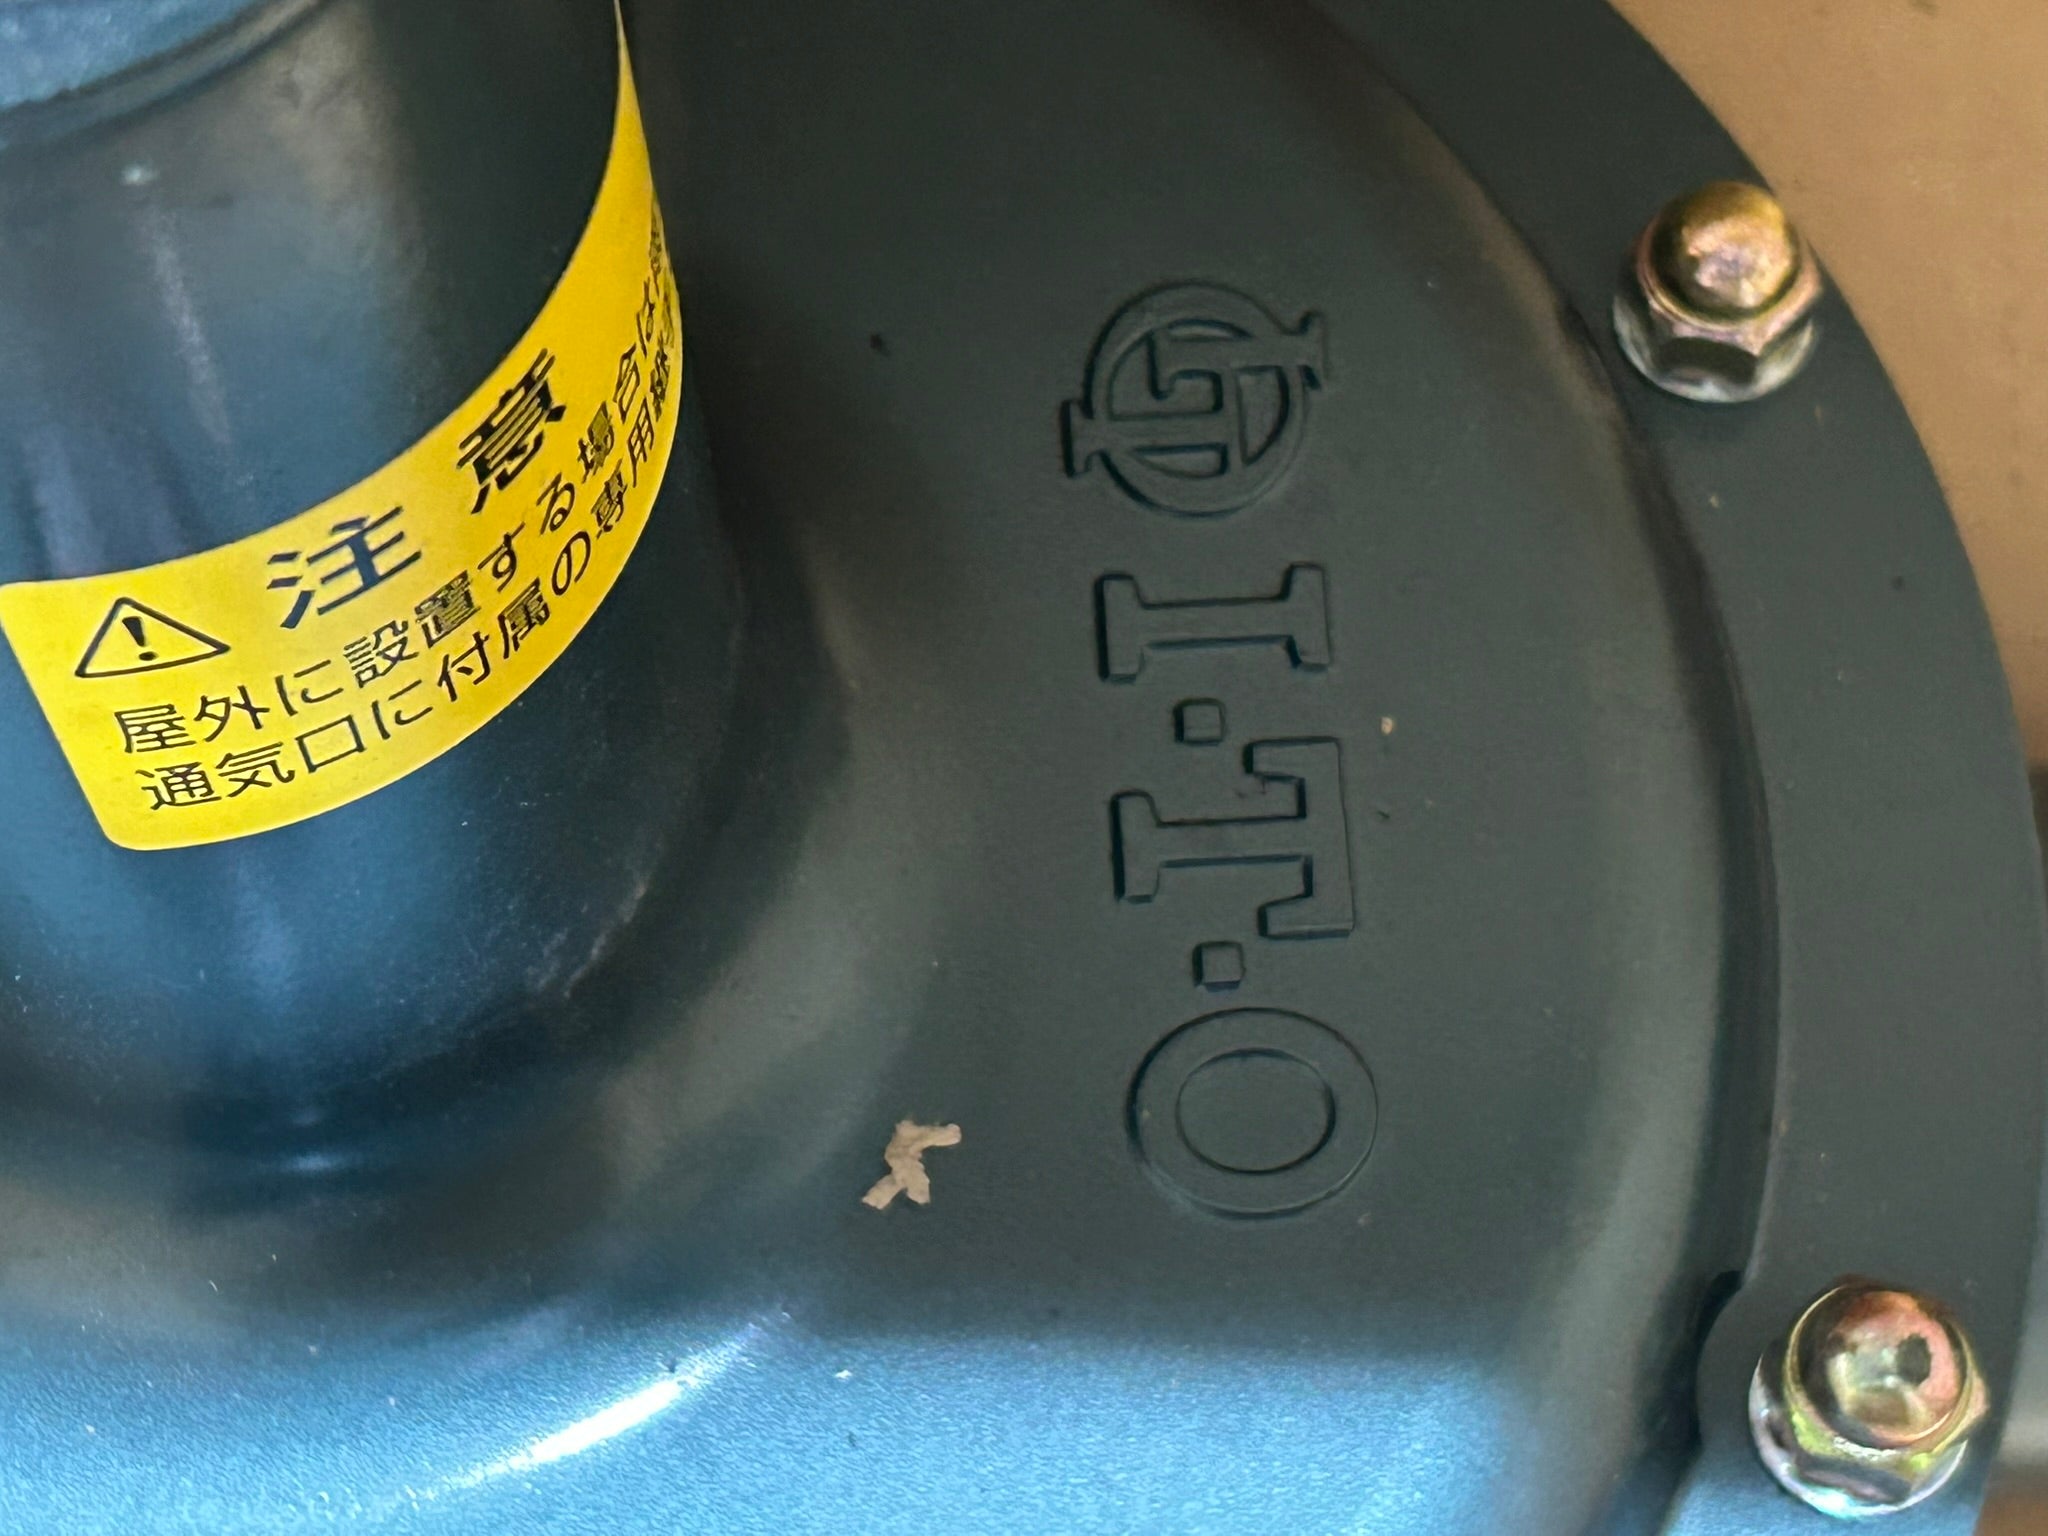 注意
屋外に設置する場合は
通気口に付属の専用
I.T.O